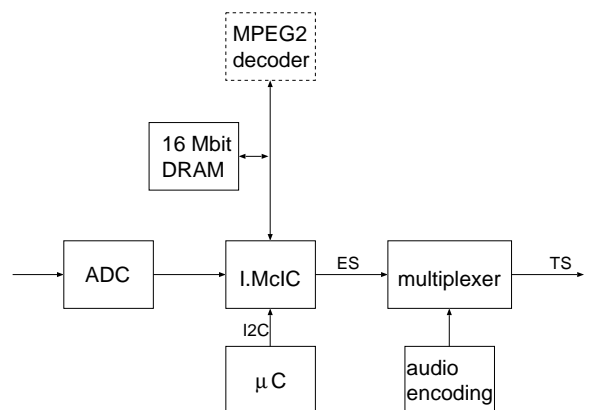 MPEG2
decoder
16 Mbit
DRAM
ADC
I.McIC
ES
multiplexer
TS
I2C
μC
audio
encoding